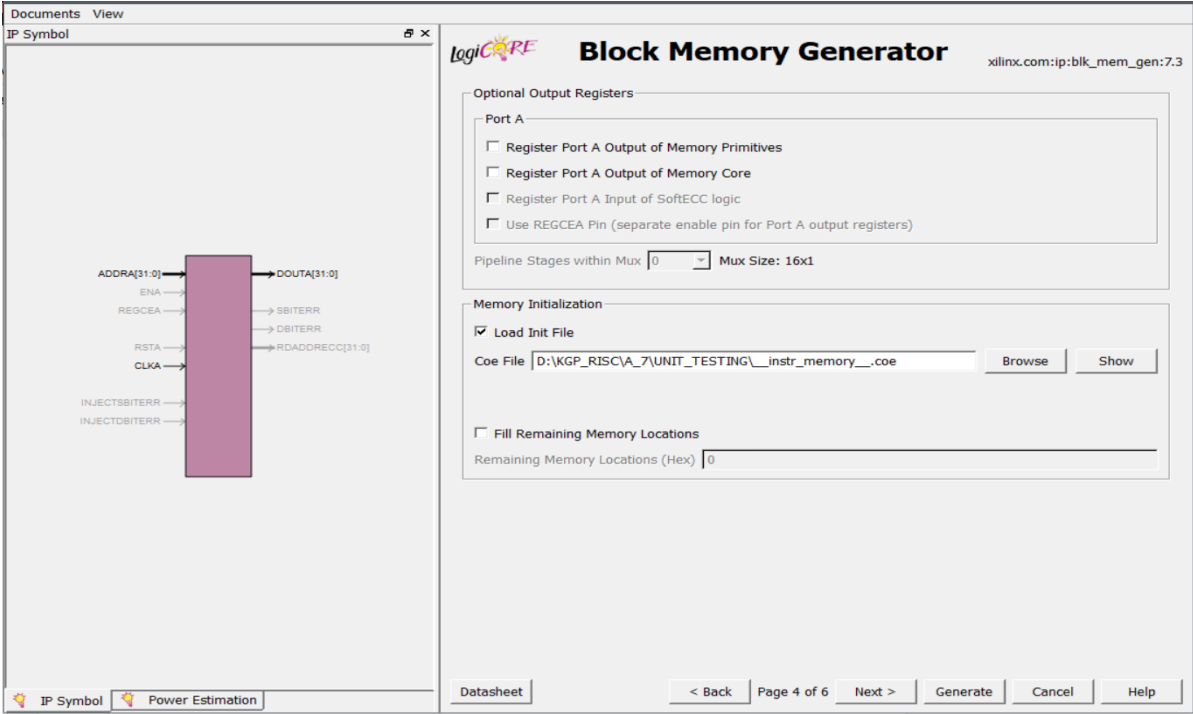 Documents View
IP Symbol
ADDRA[31:0]
DOUTA[31:0]
ENA
REGCEA
SBITERR
DBITERR
RSTA
RDADDRECC[31:0]
CLKA
INJECTSBITERR
INJECTDBITERR
IP Symbol
Power Estimation
logiCORE
Block Memory Generator
xilinx.com:ip:blk_mem_gen:7.3
Optional Output Registers
Port A
Register Port A Output of Memory Primitives
Register Port A Output of Memory Core
Register Port A Input of SoftECC logic
Use REGCEA Pin (separate enable pin for Port A output registers)
Pipeline Stages within Mux 0 Mux Size: 16x1
Memory Initialization
Load Init File
Coe File D:\KGP_RISC\A_7\UNIT_TESTING\__instr_memory__.coe Browse Show
Fill Remaining Memory Locations
Remaining Memory Locations (Hex) 0
Datasheet < Back Page 4 of 6 Next > Generate Cancel Help